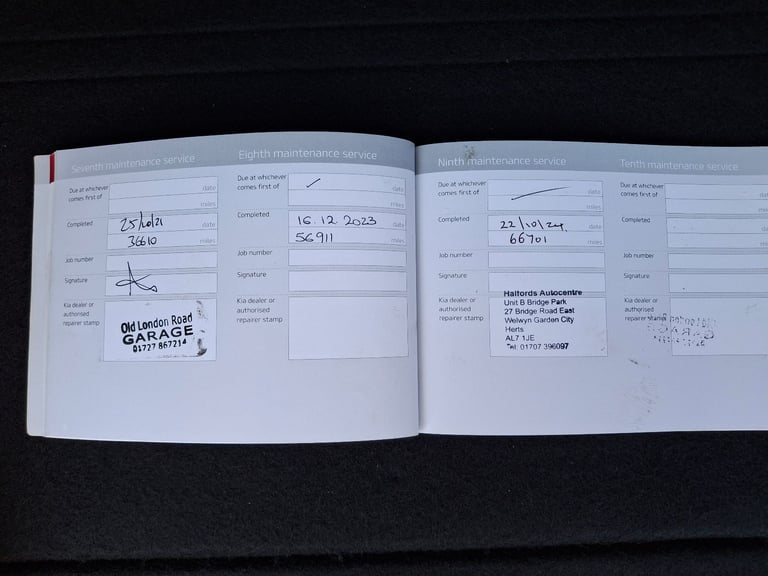 Seventh maintenance service
Due at whichever
comes first of
date
miles
Completed
25/10/21
date
36610
miles
Job number
Signature
Kia dealer or
authorised
repairer stamp
Old London Road
GARAGE
01727 867214
Eighth maintenance service
Due at whichever
comes first of
date
miles
Completed
16.12.2023
date
56911
miles
Job number
Signature
Kia dealer or
authorised
repairer stamp
Ninth maintenance service
Due at whichever
comes first of
date
miles
Completed
22/10/24
date
66701
miles
Job number
Signature
Kia dealer or
authorised
repairer stamp
Halfords Autocentre
Unit B Bridge Park
27 Bridge Road East
Welwyn Garden City
Herts
AL7 1JE
Tel: 01707 396097
Tenth maintenance service
Due at whichever
comes first of
Completed
Job number
Signature
Kia dealer or
authorised
repairer stamp